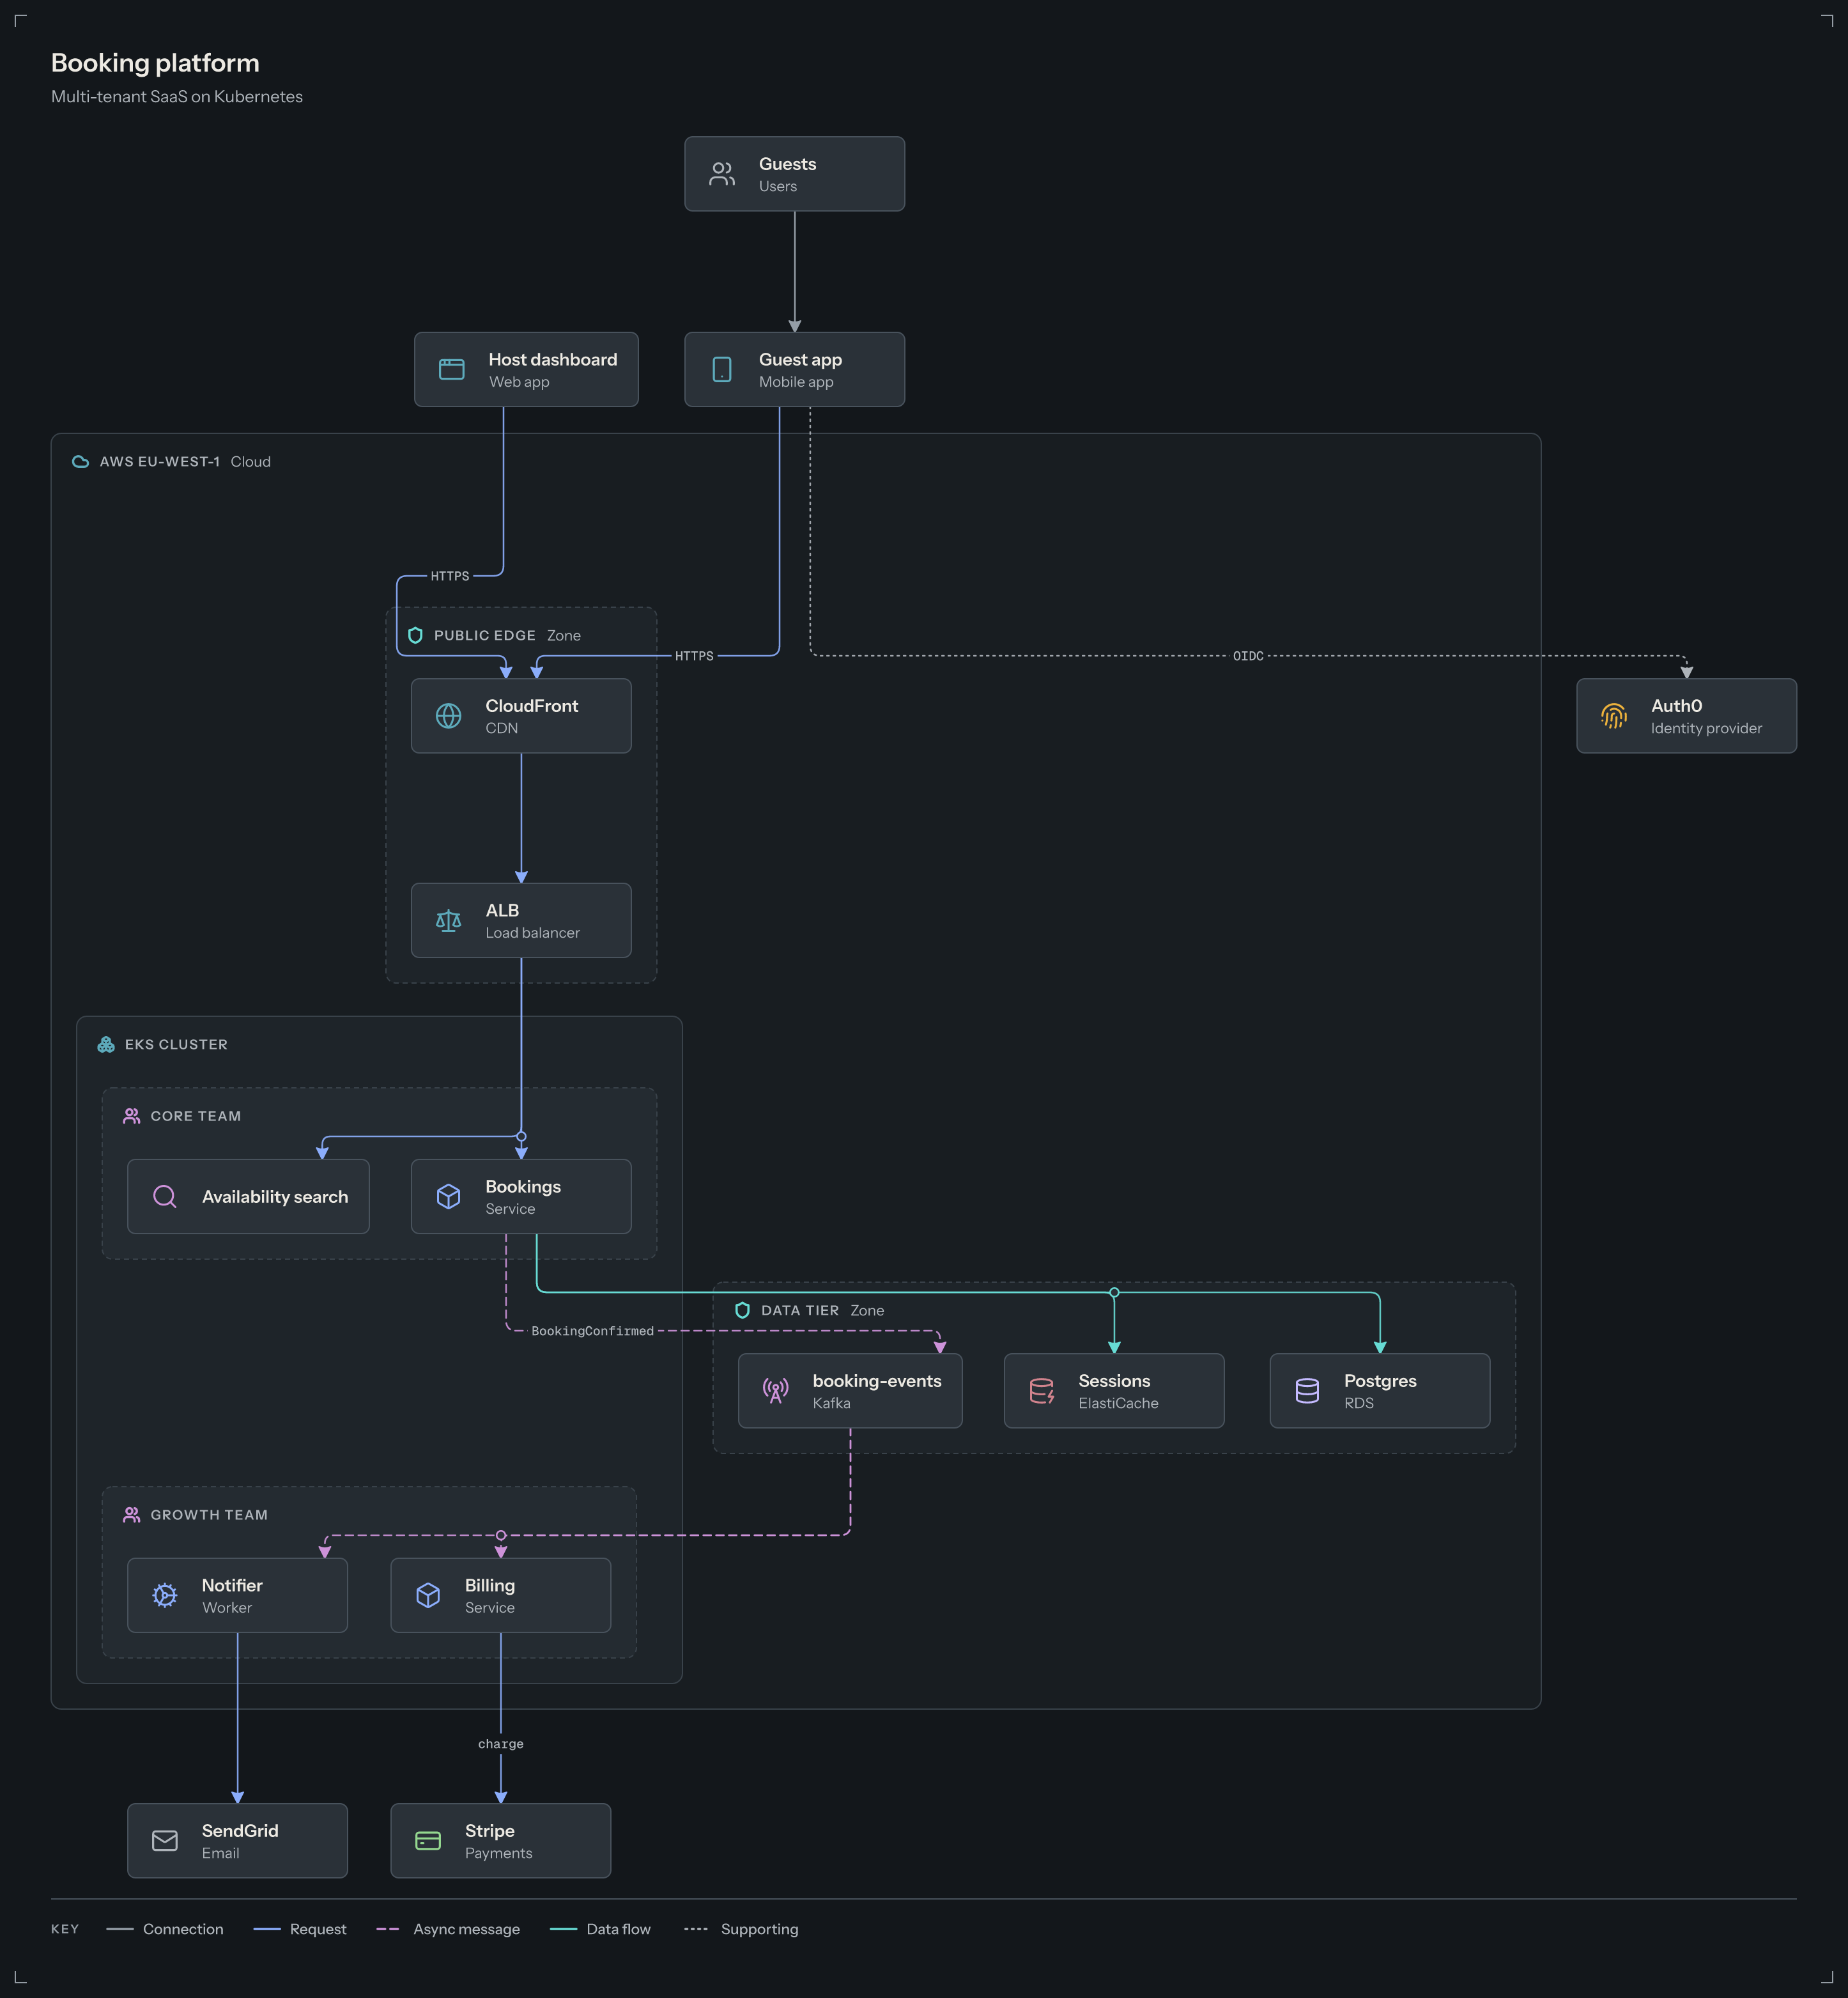 Booking platform
Multi-tenant SaaS on Kubernetes
Guests
Users
Host dashboard
Web app
Guest app
Mobile app
AWS EU-WEST-1 Cloud
HTTPS
PUBLIC EDGE Zone
HTTPS
OIDC
CloudFront
CDN
Auth0
Identity provider
ALB
Load balancer
EKS CLUSTER
CORE TEAM
Availability search
Bookings
Service
DATA TIER Zone
BookingConfirmed
booking-events
Kafka
Sessions
ElastiCache
Postgres
RDS
GROWTH TEAM
Notifier
Worker
Billing
Service
charge
SendGrid
Email
Stripe
Payments
KEY Connection Request Async message Data flow Supporting